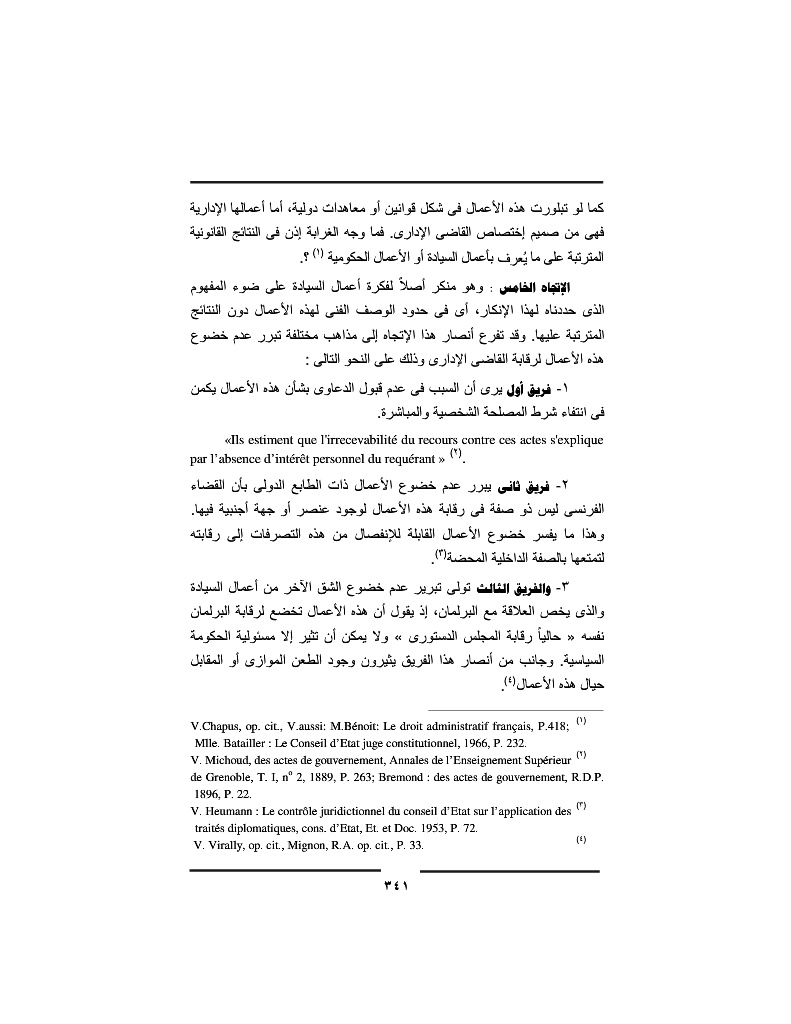 كما لو تبلورت هذه الأعمال فى شكل قوانين أو معاهدات دولية، أما أعمالها الإدارية
فهى من صميم إختصاص القاضى الإدارى. فما وجه الغرابة إذن فى النتائج القانونية
المترتبة على ما يُعرف بأعمال السيادة أو الأعمال الحكومية (١) ؟.
الإتجاه الخامس : وهو منكر أصلاً لفكرة أعمال السيادة على ضوء المفهوم
الذى حددناه لهذا الإنكار، أى فى حدود الوصف الفنى لهذه الأعمال دون النتائج
المترتبة عليها. وقد تفرع أنصار هذا الإتجاه إلى مذاهب مختلفة تبرر عدم خضوع
هذه الأعمال لرقابة القاضى الإدارى وذلك على النحو التالى :
١- فريق أول يرى أن السبب فى عدم قبول الدعاوى بشأن هذه الأعمال يكمن
فى انتفاء شرط المصلحة الشخصية والمباشرة.
«Ils estiment que l'irrecevabilité du recours contre ces actes s'explique
par l’absence d’intérêt personnel du requérant » (٢).
٢- فريق ثانى يبرر عدم خضوع الأعمال ذات الطابع الدولى بأن القضاء
الفرنسى ليس ذو صفة فى رقابة هذه الأعمال لوجود عنصر أو جهة أجنبية فيها.
وهذا ما يفسر خضوع الأعمال القابلة للإنفصال من هذه التصرفات إلى رقابته
لتمتعها بالصفة الداخلية المحضة(٣).
٣- والفريق الثالث تولى تبرير عدم خضوع الشق الآخر من أعمال السيادة
والذى يخص العلاقة مع البرلمان، إذ يقول أن هذه الأعمال تخضع لرقابة البرلمان
نفسه « حالياً رقابة المجلس الدستورى » ولا يمكن أن تثير إلا مسئولية الحكومة
السياسية. وجانب من أنصار هذا الفريق يثيرون وجود الطعن الموازى أو المقابل
حيال هذه الأعمال(٤).
V.Chapus, op. cit., V.aussi: M.Bénoit: Le droit administratif français, P.418; (١)
Mlle. Batailler : Le Conseil d’Etat juge constitutionnel, 1966, P. 232.
V. Michoud, des actes de gouvernement, Annales de l’Enseignement Supérieur (٢)
de Grenoble, T. I, no 2, 1889, P. 263; Bremond : des actes de gouvernement, R.D.P.
1896, P. 22.
V. Heumann : Le contrôle juridictionnel du conseil d’Etat sur l’application des (٣)
traités diplomatiques, cons. d’Etat, Et. et Doc. 1953, P. 72.
V. Virally, op. cit., Mignon, R.A. op. cit., P. 33. (٤)
٣٤١